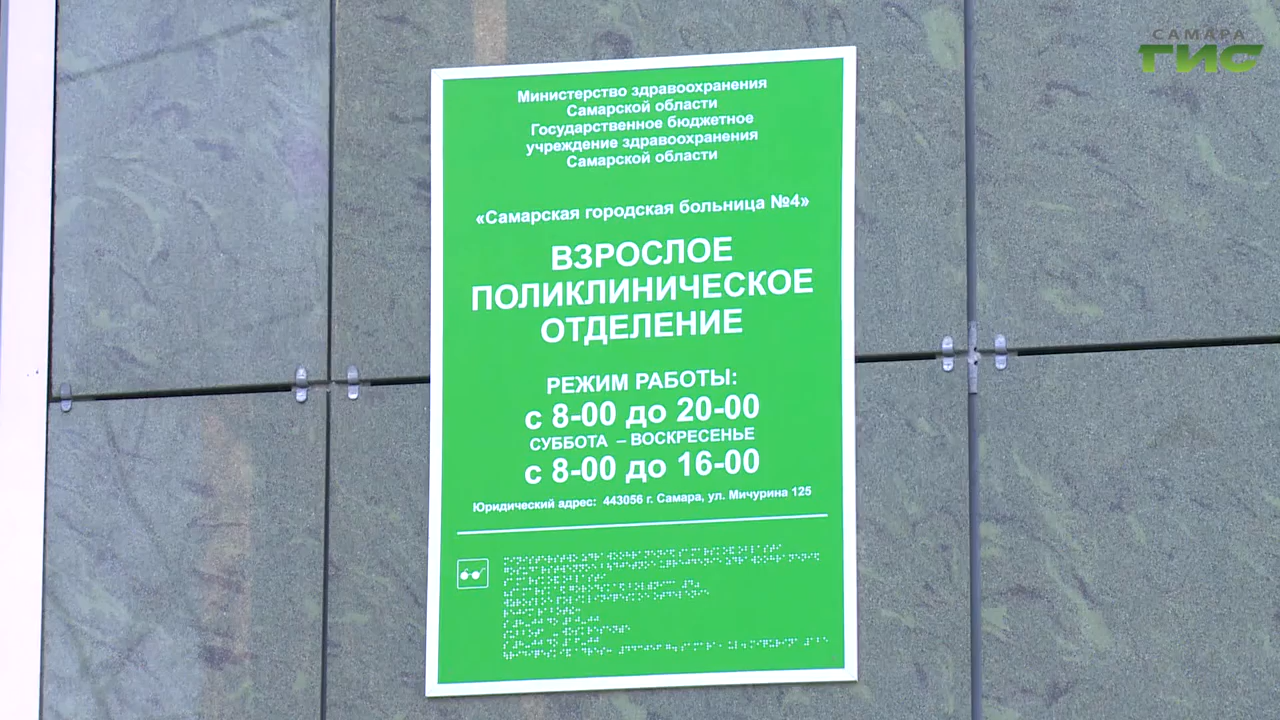 САМАРА
ГИС
Министерство здравоохранения
Самарской области
Государственное бюджетное
учреждение здравоохранения
Самарской области
«Самарская городская больница №4»
ВЗРОСЛОЕ
ПОЛИКЛИНИЧЕСКОЕ
ОТДЕЛЕНИЕ
РЕЖИМ РАБОТЫ:
с 8-00 до 20-00
СУББОТА – ВОСКРЕСЕНЬЕ
с 8-00 до 16-00
Юридический адрес: 443056 г. Самара, ул. Мичурина 125